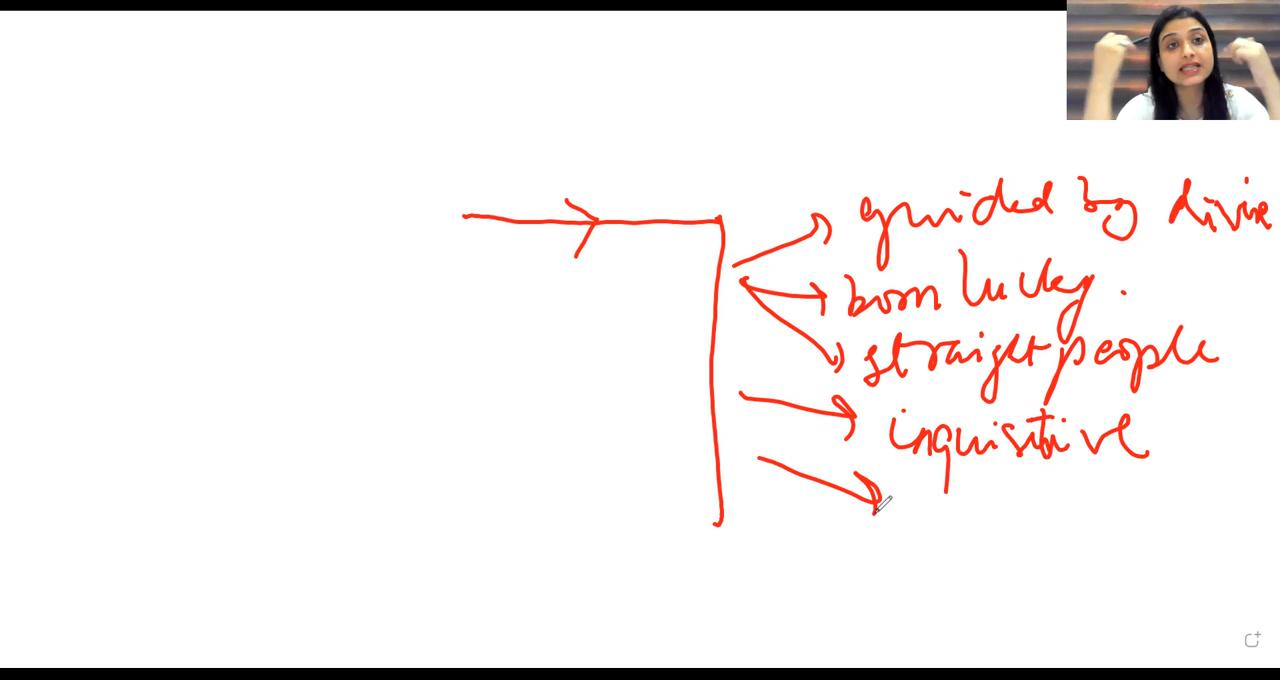 guided by divine
born lucky.
straight people
inquisitive